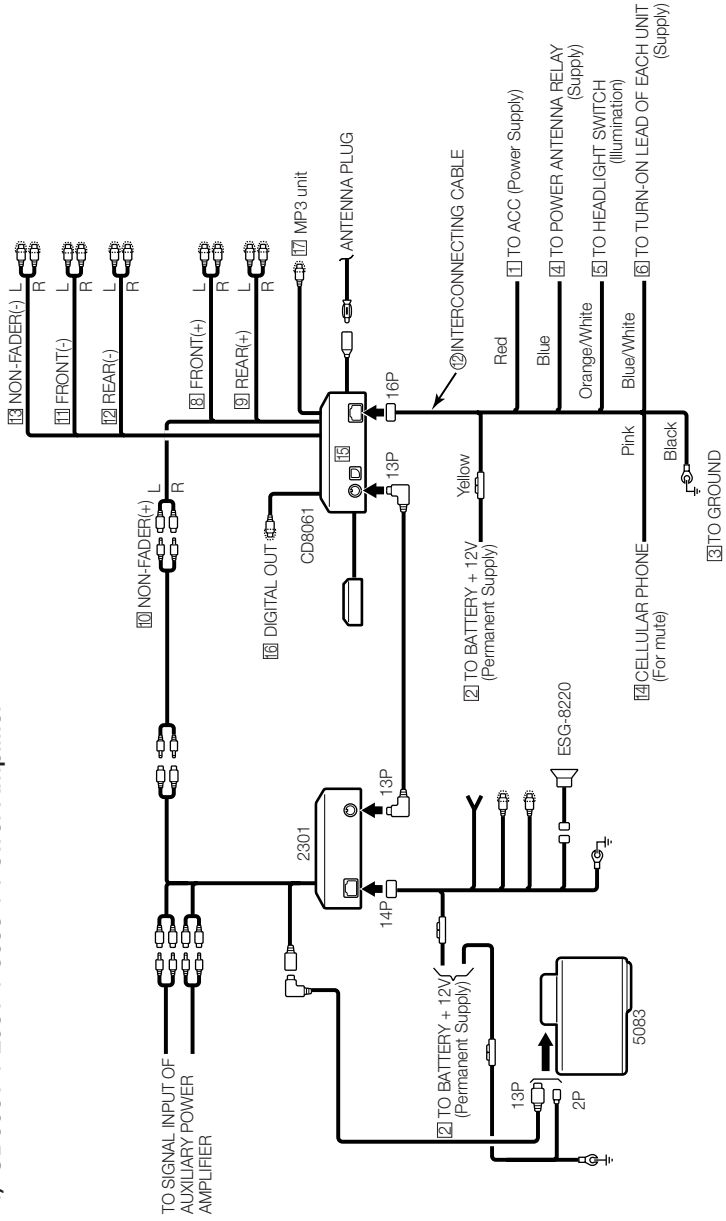 TO SIGNAL INPUT OF
AUXILIARY POWER
AMPLIFIER
10 NON-FADER(+)
L
R
13 NON-FADER(-)
L
R
11 FRONT(-)
L
R
12 REAR(-)
L
R
8 FRONT(+)
L
R
9 REAR(+)
L
R
17 MP3 unit
ANTENNA PLUG
16 DIGITAL OUT
CD8061
15
13P
16P
⑫INTERCONNECTING CABLE
2301
14P
13P
2 TO BATTERY + 12V
(Permanent Supply)
13P
2P
5083
ESG-8220
2 TO BATTERY + 12V
(Permanent Supply)
Yellow
Red
1 TO ACC (Power Supply)
Blue
4 TO POWER ANTENNA RELAY
(Supply)
Orange/White
5 TO HEADLIGHT SWITCH
(Illumination)
Blue/White
6 TO TURN-ON LEAD OF EACH UNIT
(Supply)
Pink
14 CELLULAR PHONE
(For mute)
Black
3 TO GROUND